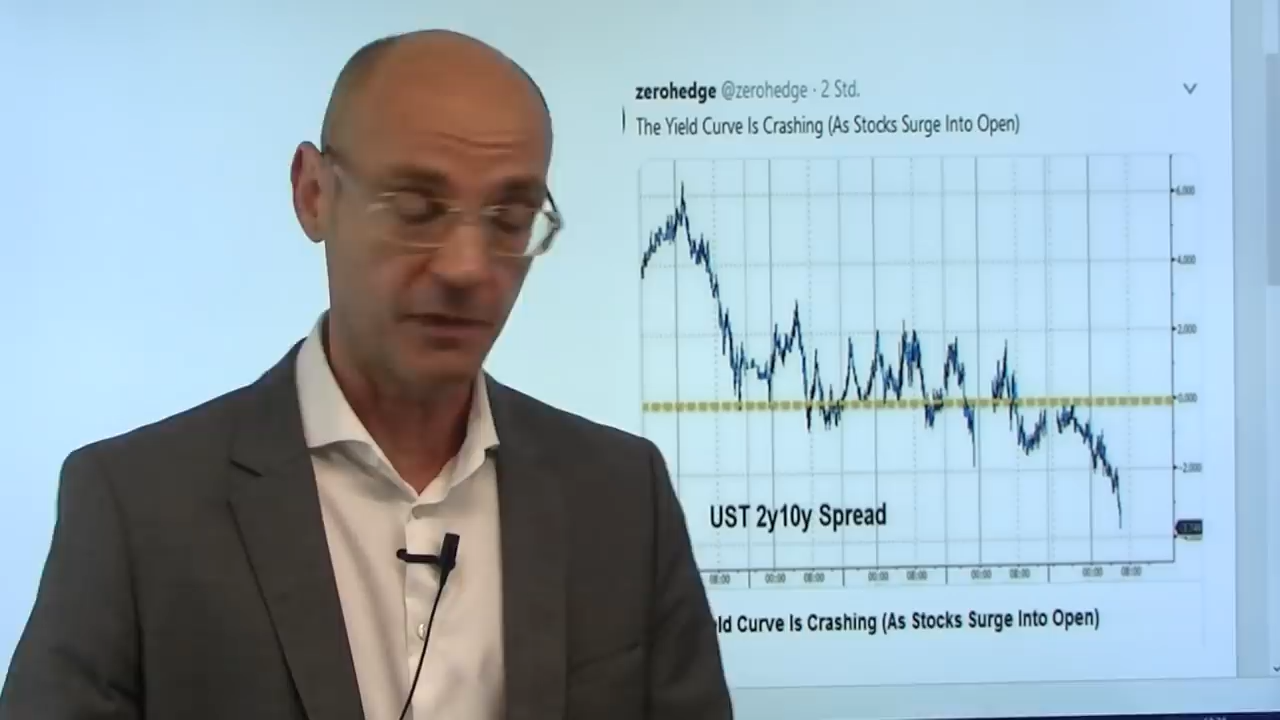 zerohedge @zerohedge · 2 Std.
The Yield Curve Is Crashing (As Stocks Surge Into Open)
6.000
4.000
2.000
0.000
-2.000
UST 2y10y Spread
08:00 00:00 08:00 00:00 08:00 00:00 08:00 00:00 08:00
Curve Is Crashing (As Stocks Surge Into Open)